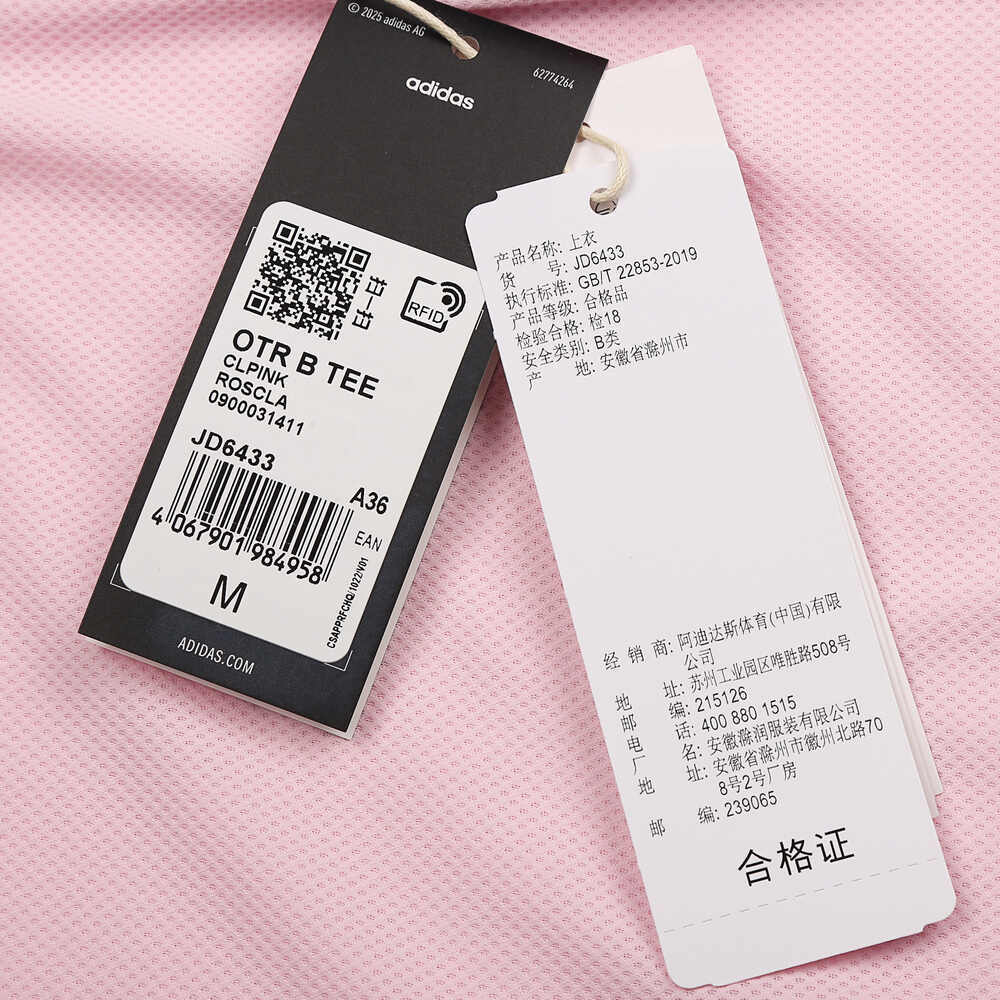 © 2025 adidas AG
62774264
adidas
RFID
OTR B TEE
CLPINK
ROSCLA
0900031411
JD6433
A36
EAN
4 067901 984958
M
CSAPPRFCHQ/1022/V01
ADIDAS.COM
产品名称: 上衣
货 号: JD6433
执行标准: GB/T 22853-2019
产品等级: 合格品
检验合格: 检18
安全类别: B类
产 地: 安徽省滁州市
经 销 商: 阿迪达斯体育(中国)有限
公司
地 址: 苏州工业园区唯胜路508号
邮 编: 215126
电 话: 400 880 1515
厂 名: 安徽滁润服装有限公司
地 址: 安徽省滁州市徽州北路70
8号2号厂房
邮 编: 239065
合格证